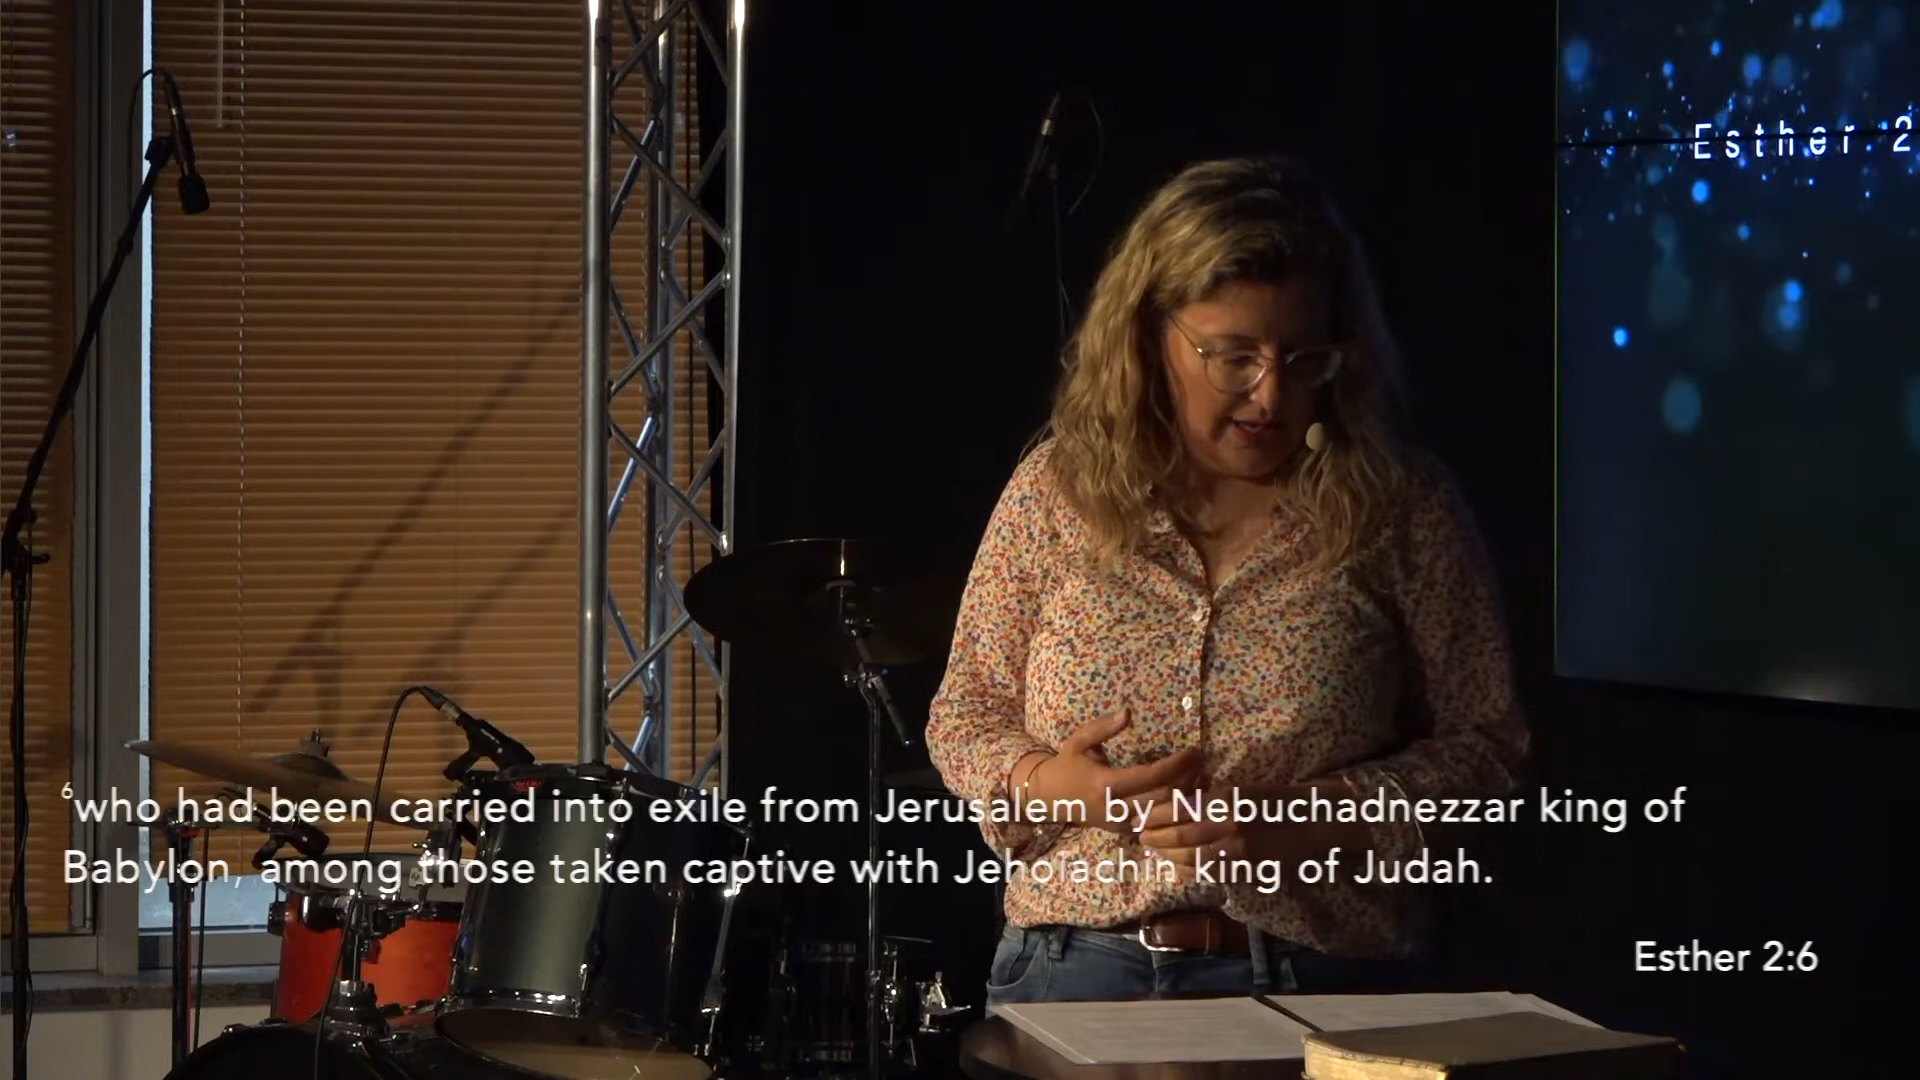 Esther 2
6who had been carried into exile from Jerusalem by Nebuchadnezzar king of
Babylon, among those taken captive with Jehoiachin king of Judah.
Esther 2:6